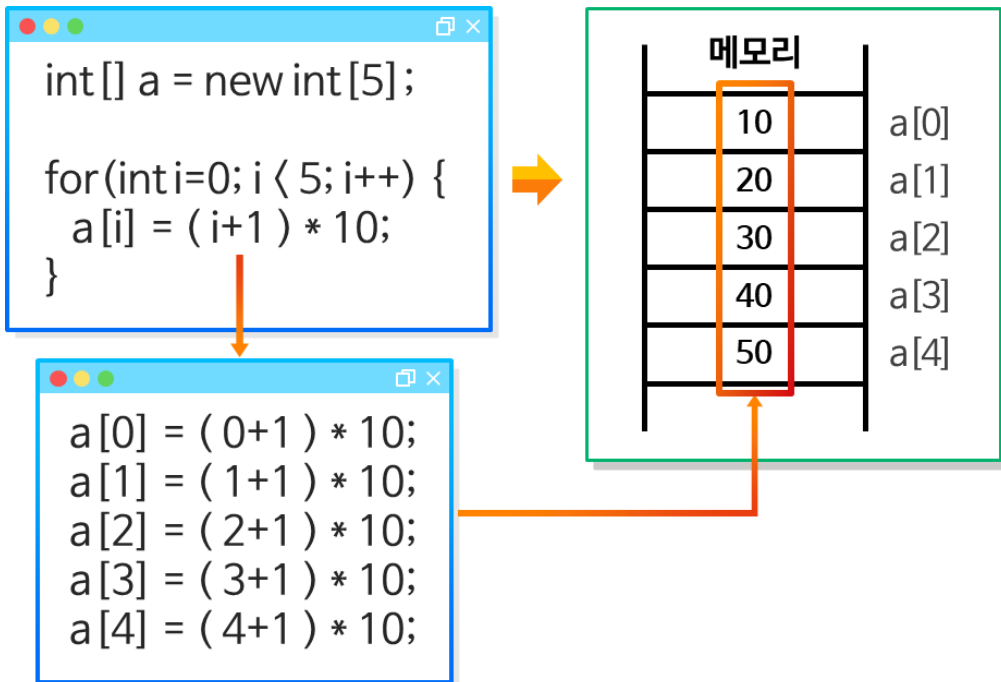 int[] a = new int[5];
for(int i=0; i < 5; i++) {
a[i] = ( i+1 ) * 10;
}
a[0] = ( 0+1 ) * 10;
a[1] = ( 1+1 ) * 10;
a[2] = ( 2+1 ) * 10;
a[3] = ( 3+1 ) * 10;
a[4] = ( 4+1 ) * 10;
메모리
10 a[0]
20 a[1]
30 a[2]
40 a[3]
50 a[4]